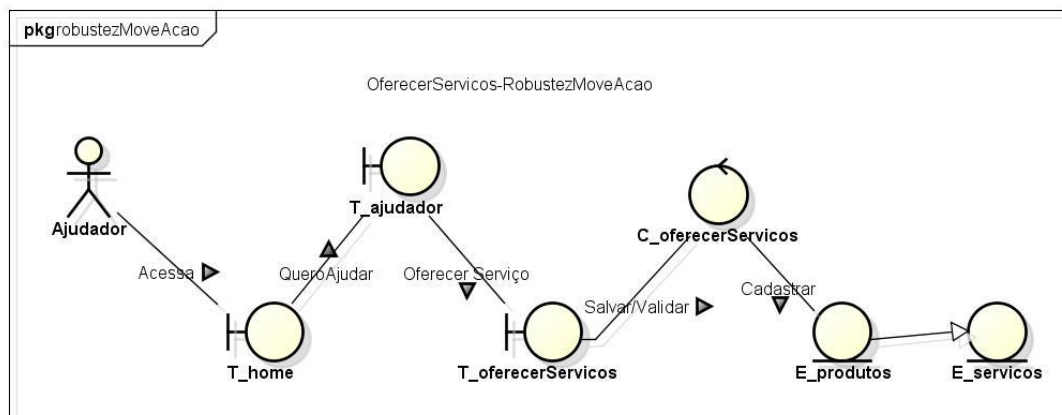 pkg robustezMoveAcao
OferecerServicos-RobustezMoveAcao
Ajudador
T_ajudador
C_oferecerServicos
Acessa
QueroAjudar
Oferecer Serviço
Salvar/Validar
Cadastrar
T_home
T_oferecerServicos
E_produtos
E_servicos